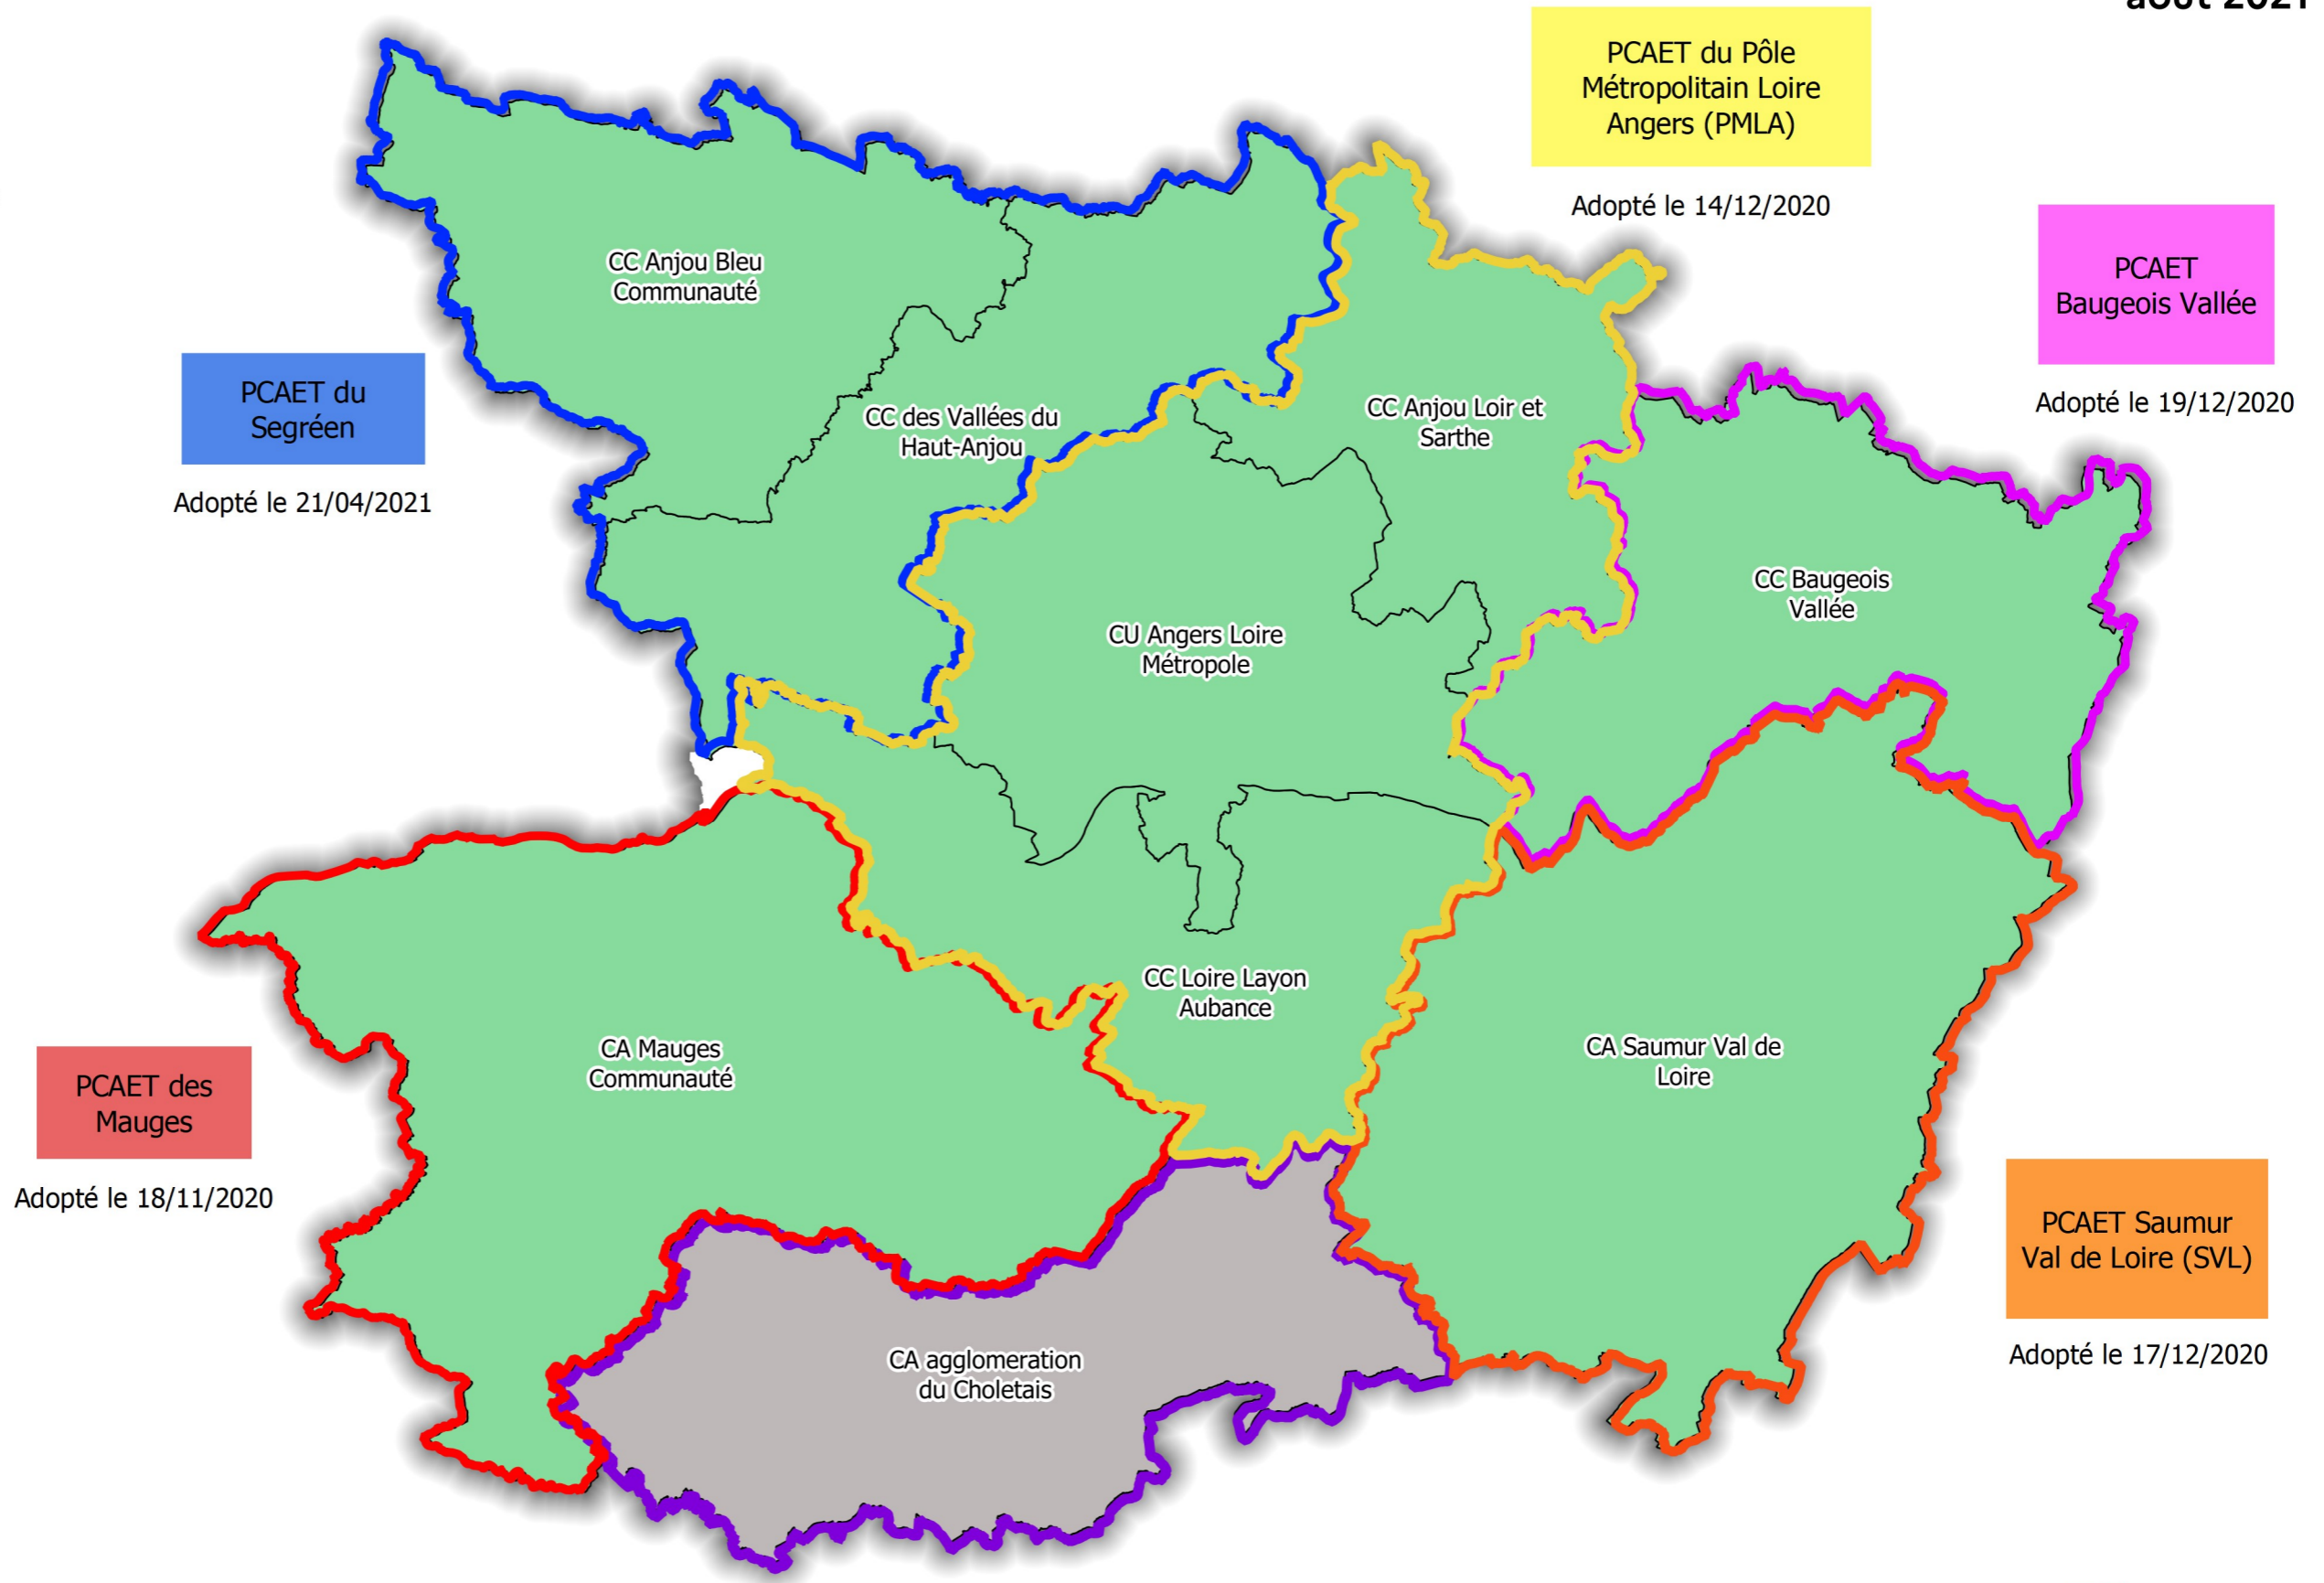 août 2021
PCAET du Pôle
Métropolitain Loire
Angers (PMLA)
Adopté le 14/12/2020
PCAET
Baugeois Vallée
Adopté le 19/12/2020
CC Anjou Bleu
Communauté
PCAET du
Segréen
Adopté le 21/04/2021
CC des Vallées du
Haut-Anjou
CC Anjou Loir et
Sarthe
CC Baugeois
Vallée
CU Angers Loire
Métropole
CC Loire Layon
Aubance
CA Mauges
Communauté
CA Saumur Val de
Loire
PCAET des
Mauges
Adopté le 18/11/2020
PCAET Saumur
Val de Loire (SVL)
Adopté le 17/12/2020
CA agglomeration
du Choletais